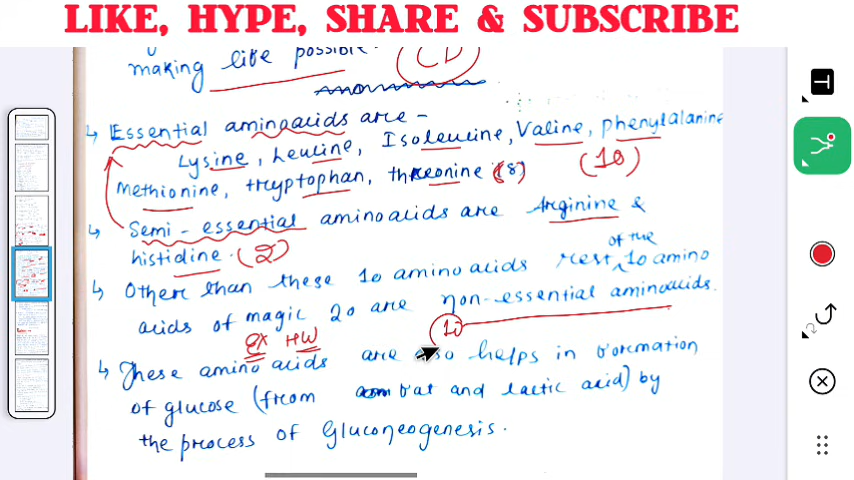 LIKE, HYPE, SHARE & SUBSCRIBE
making life possible.
↳ Essential aminoacids are -
Lysine, Leucine, Isoleucine, Valine, phenylalanine
Methionine, tryptophan, threonine (8) (10)
↳ Semi-essential aminoacids are Arginine &
histidine. (2)
of the
↳ Other than these 10 aminoacids rest 10 amino
acids of magic 20 are non-essential aminoacids.
Ex HW 10
↳ These amino acids are also helps in formation
of glucose (from fat and lactic acid) by
the process of Gluconeogenesis.
T
2